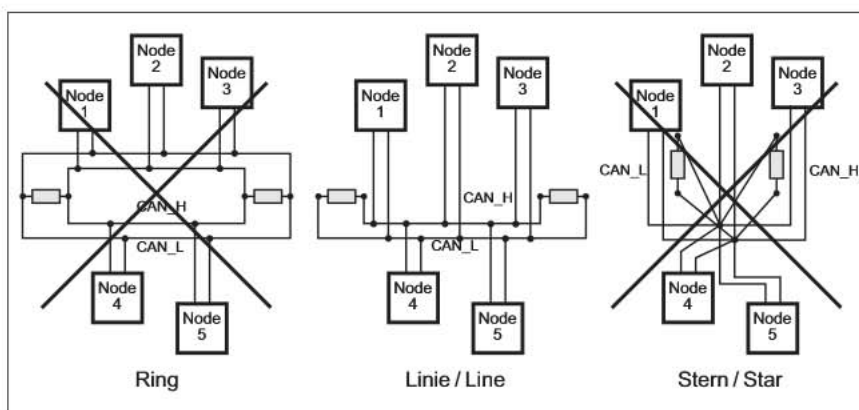 Node
1
Node
2
Node
3
CAN_H
CAN_L
Node
4
Node
5
Ring
Node
1
Node
2
Node
3
CAN_H
CAN_L
Node
4
Node
5
Linie / Line
Node
1
Node
2
Node
3
CAN_L
CAN_H
Node
4
Node
5
Stern / Star